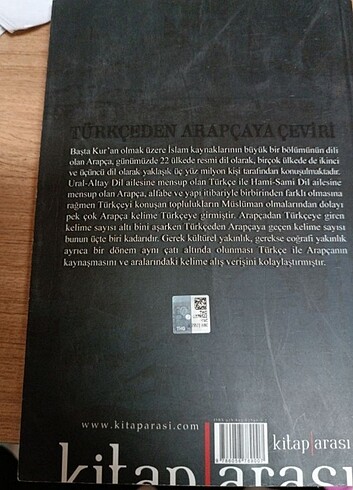 TÜRKÇEDEN ARAPÇAYA ÇEVİRİ
Başta Kur'an olmak üzere İslam kaynaklarının büyük bir bölümünün dili
olan Arapça, günümüzde 22 ülkede resmi dil olarak, birçok ülkede de ikinci
ve üçüncü dil olarak yaklaşık üç yüz milyon kişi tarafından konuşulmaktadır.
Ural-Altay Dil ailesine mensup olan Türkçe ile Hami-Sami Dil ailesine
mensup olan Arapça, alfabe ve yapı itibariyle birbirinden farklı olmasına
rağmen Türkçeyi konuşan toplulukların Müslüman olmalarından dolayı
pek çok Arapça kelime Türkçeye girmiştir. Arapçadan Türkçeye giren
kelime sayısı altı bini aşarken Türkçeden Arapçaya geçen kelime sayısı
bunun üçte biri kadarıdır. Gerek kültürel yakınlık, gerekse coğrafi yakınlık
ayrıca bir dönem aynı çatı altında olunması Türkçe ile Arapçanın
kaynaşmasını ve aralarındaki kelime alış verişini kolaylaştırmıştır.
www.kitaparasi.com
kitap arası
kitap arası